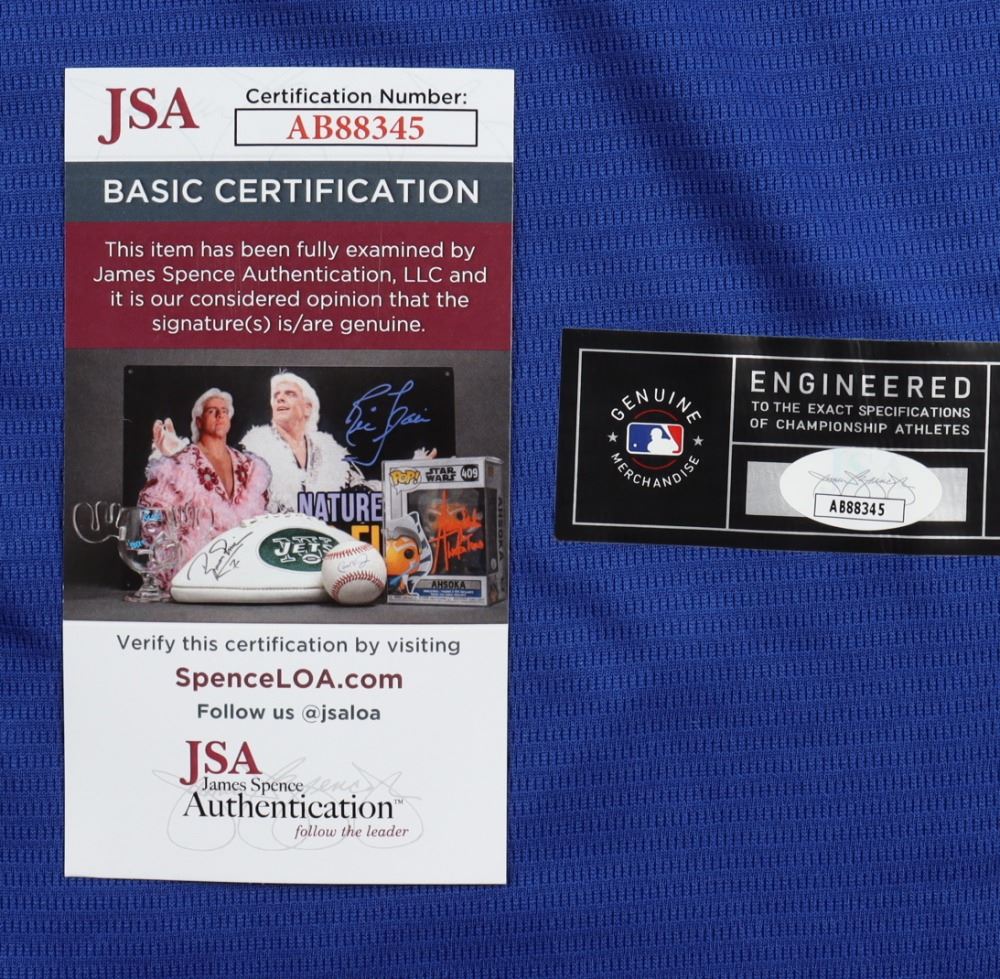 JSA
Certification Number:
AB88345
BASIC CERTIFICATION
This item has been fully examined by
James Spence Authentication, LLC and
it is our considered opinion that the
signature(s) is/are genuine.
NATURE
POP!
STAR WARS
409
JETS
AHSOKA
Verify this certification by visiting
SpenceLOA.com
Follow us @jsaloa
JSA
James Spence
Authentication™
follow the leader
GENUINE
MERCHANDISE
ENGINEERED
TO THE EXACT SPECIFICATIONS
OF CHAMPIONSHIP ATHLETES
AB88345